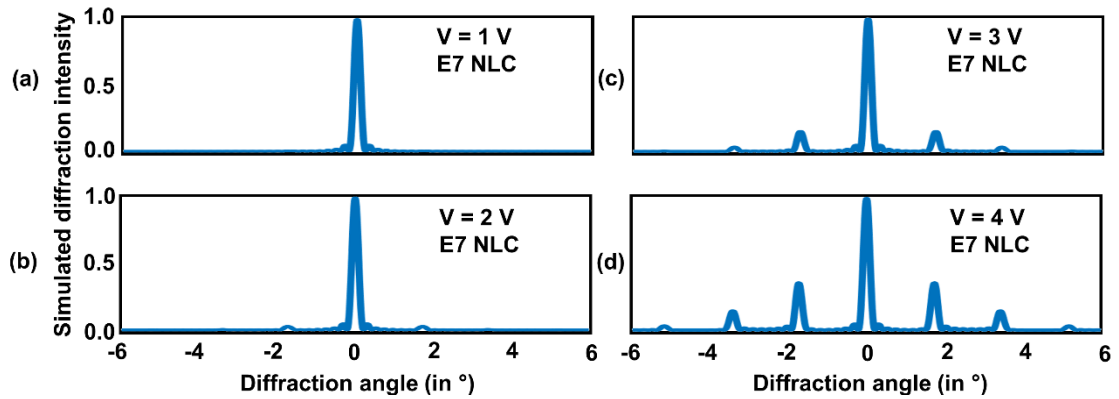 Simulated diffraction intensity
(a)
1.0
0.5
0.0
V = 1 V
E7 NLC
(c)
V = 3 V
E7 NLC
(b)
1.0
0.5
0.0
V = 2 V
E7 NLC
(d)
V = 4 V
E7 NLC
-6 -4 -2 0 2 4 6
-6 -4 -2 0 2 4 6
Diffraction angle (in °)
Diffraction angle (in °)